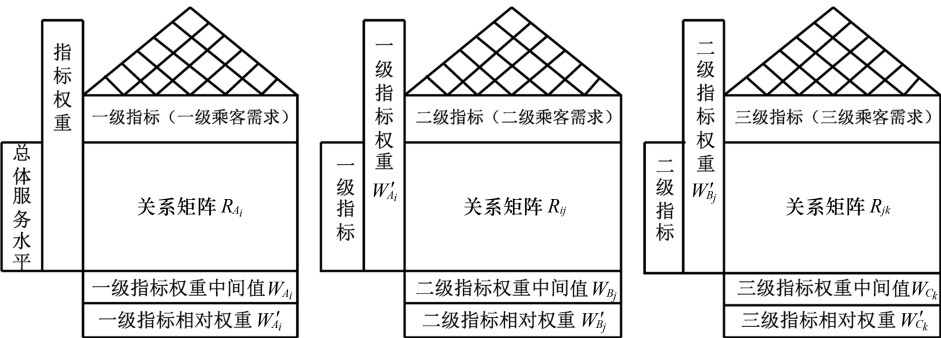 指标权重
总体服务水平
一级指标（一级乘客需求）
关系矩阵 R_{A_i}
一级指标权重中间值 W_{A_i}
一级指标相对权重 W'_{A_i}
一级指标权重 W'_{A_i}
一级指标
二级指标（二级乘客需求）
关系矩阵 R_{ij}
二级指标权重中间值 W_{B_j}
二级指标相对权重 W'_{B_j}
二级指标权重 W'_{B_j}
二级指标
三级指标（三级乘客需求）
关系矩阵 R_{jk}
三级指标权重中间值 W_{C_k}
三级指标相对权重 W'_{C_k}